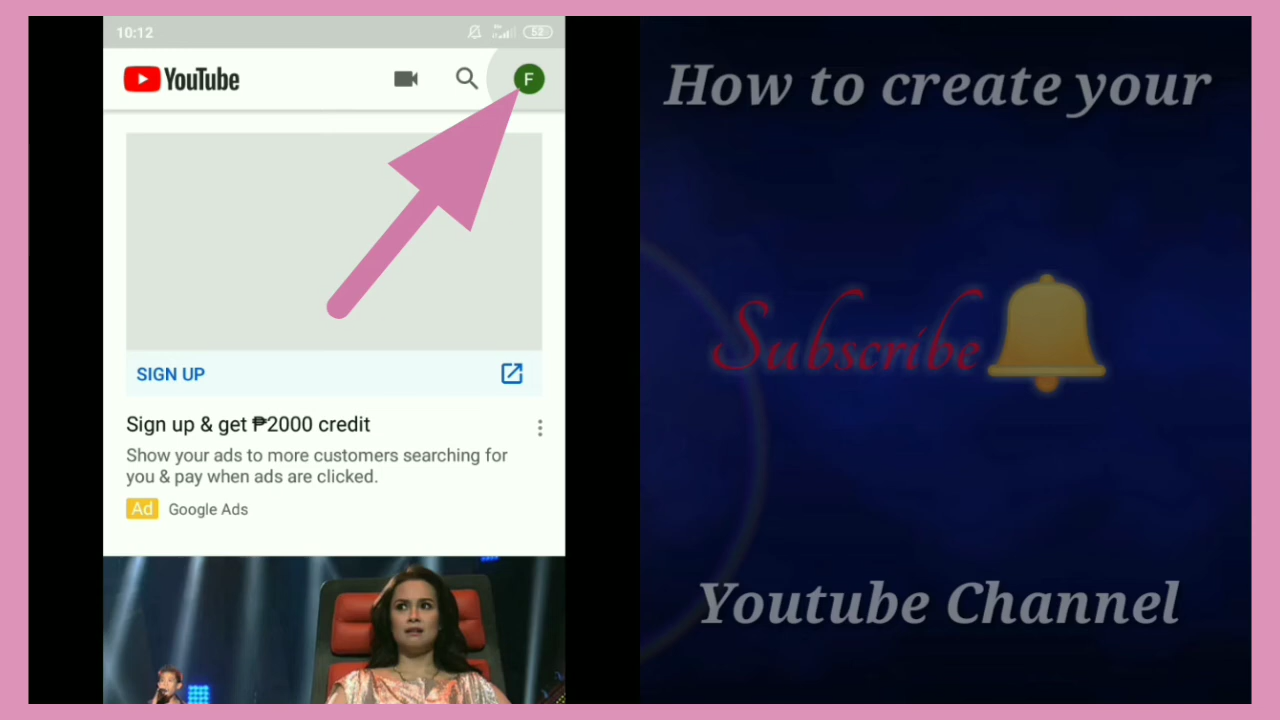 10:12
52
YouTube
F
SIGN UP
Sign up & get ₱2000 credit
Show your ads to more customers searching for
you & pay when ads are clicked.
Ad Google Ads
How to create your
Subscribe
Youtube Channel